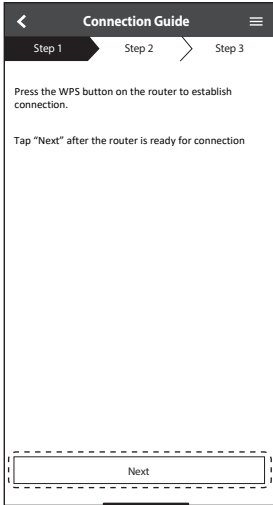 Connection Guide
Step 1 Step 2 Step 3
Press the WPS button on the router to establish
connection.
Tap “Next” after the router is ready for connection
Next